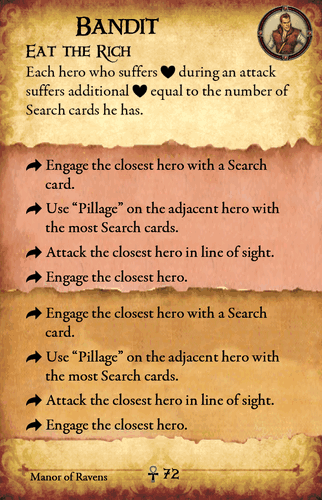 Bandit
Eat the Rich
Each hero who suffers ♥ during an attack
suffers additional ♥ equal to the number of
Search cards he has.
Engage the closest hero with a Search
card.
Use “Pillage” on the adjacent hero with
the most Search cards.
Attack the closest hero in line of sight.
Engage the closest hero.
Engage the closest hero with a Search
card.
Use “Pillage” on the adjacent hero with
the most Search cards.
Attack the closest hero in line of sight.
Engage the closest hero.
Manor of Ravens ☥ 72